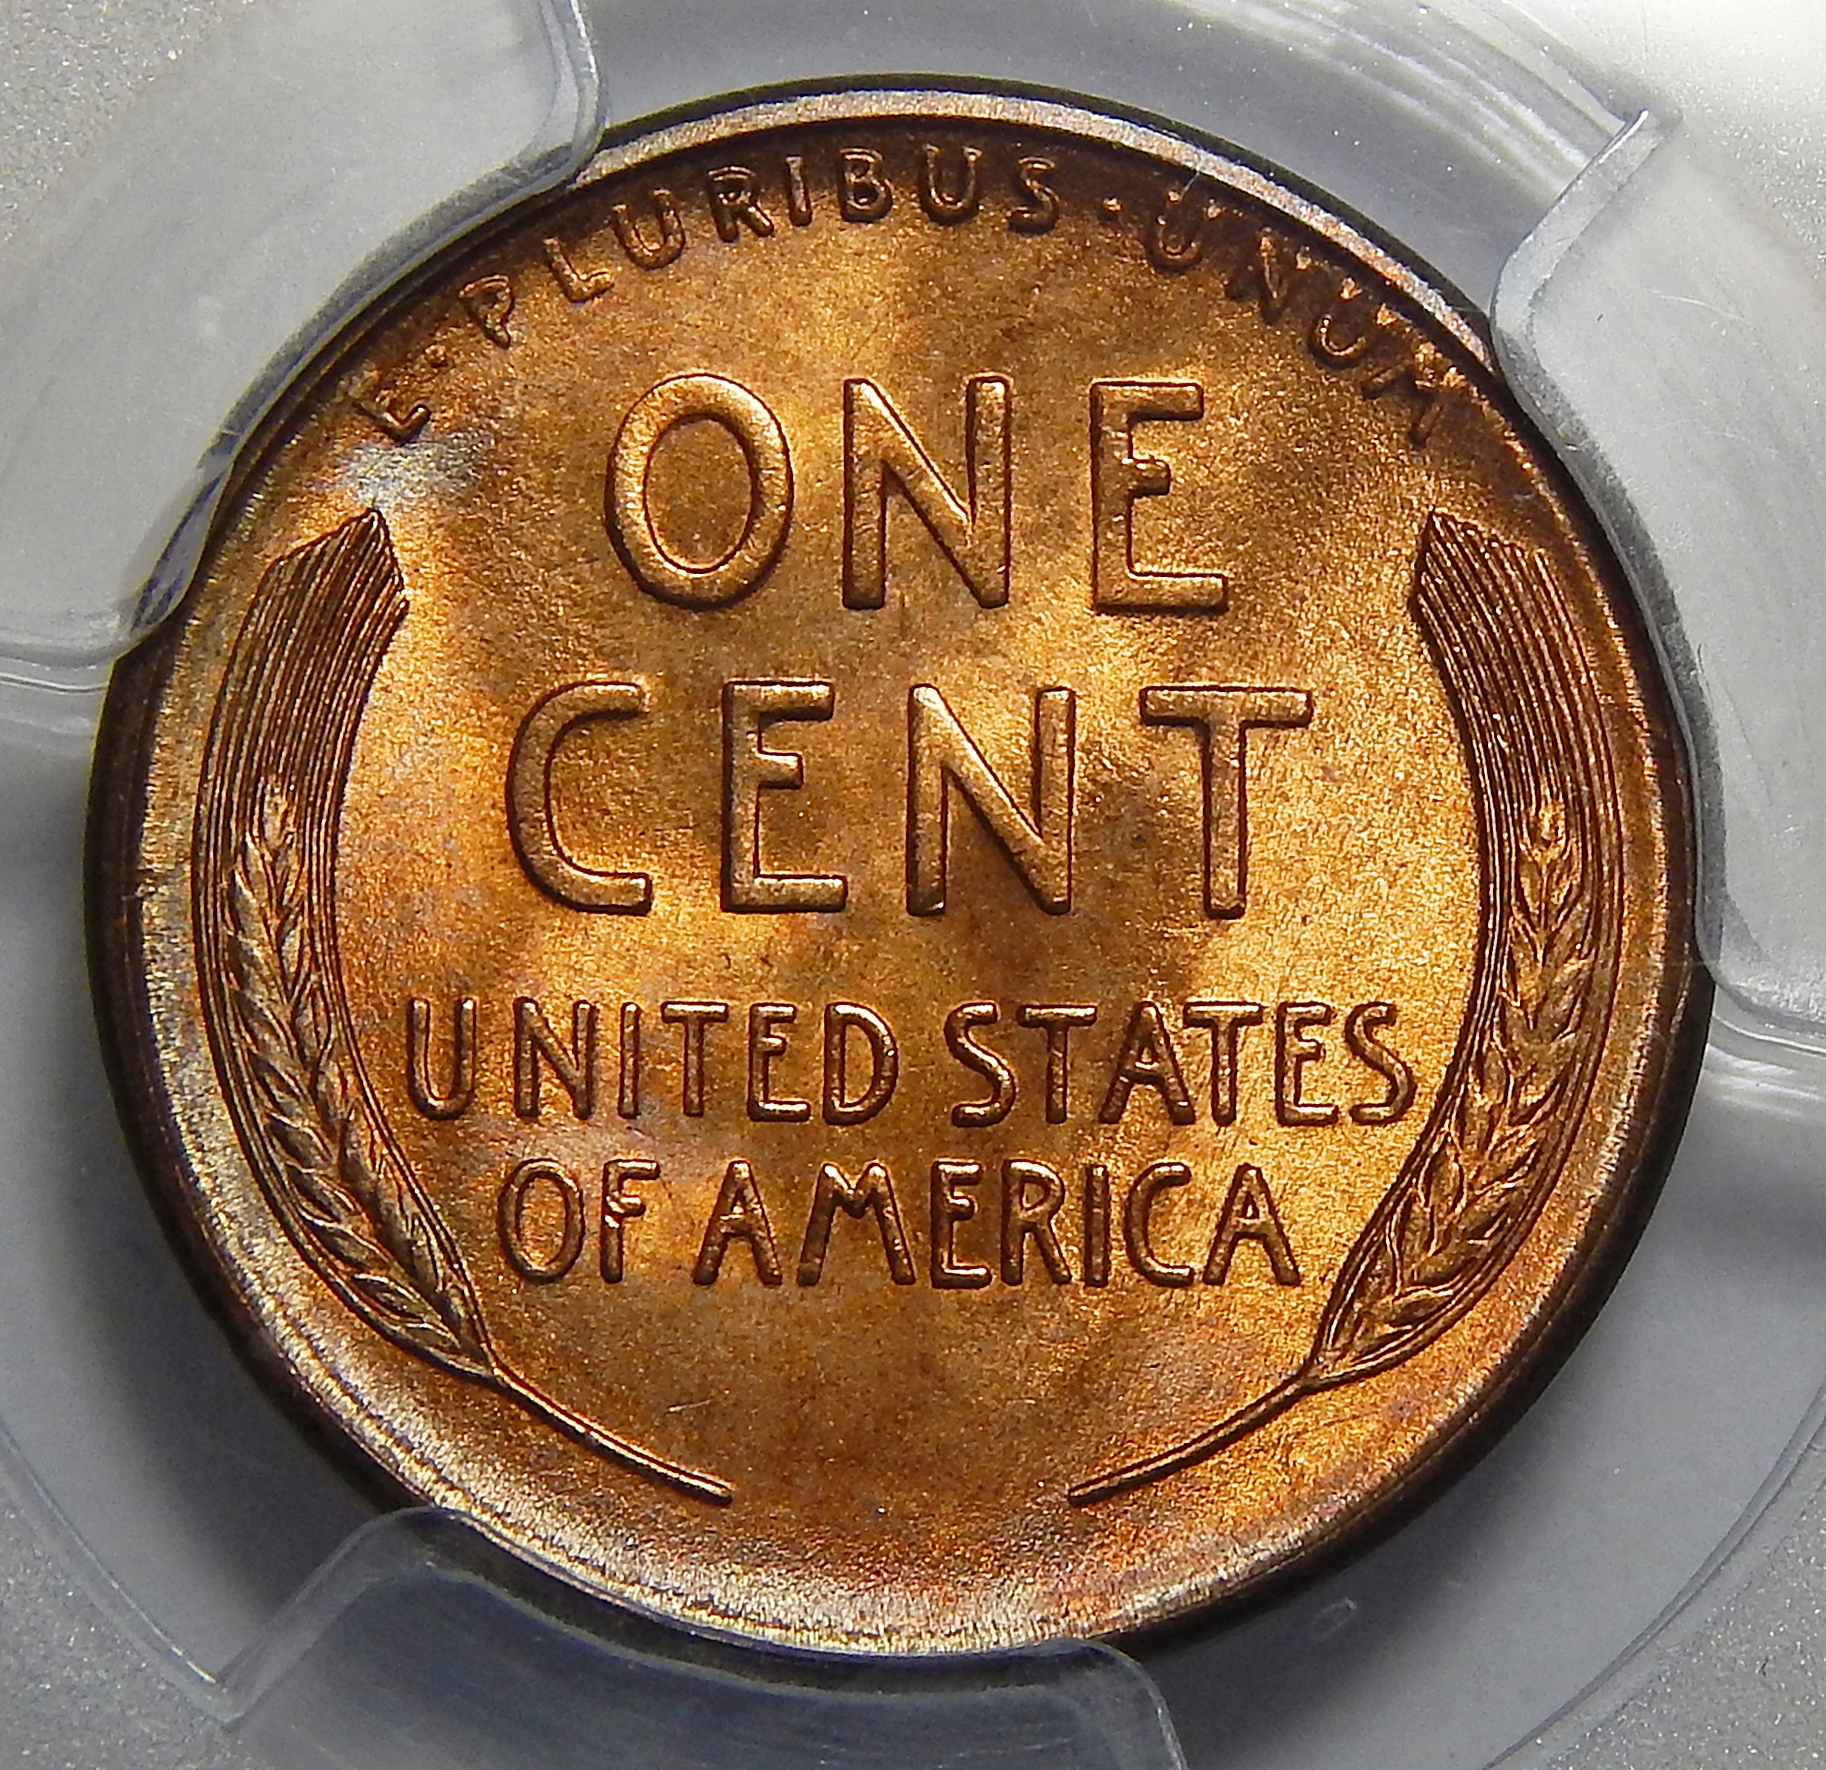 E·PLURIBUS·UNUM
ONE
CENT
UNITED STATES
OF AMERICA